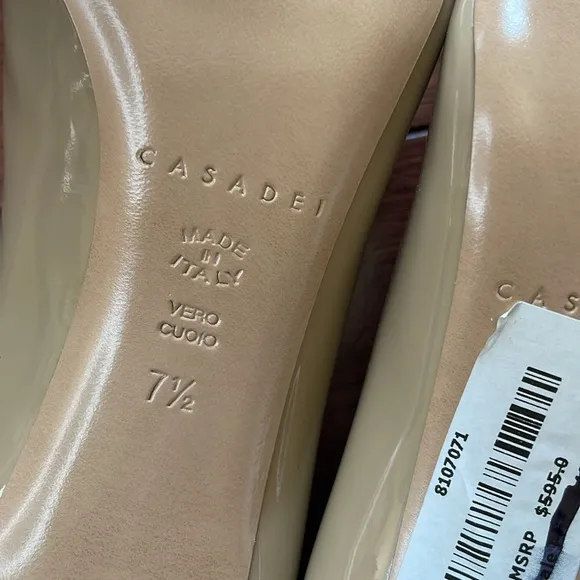 CASADEI
MADE
IN
ITALY
VERO
CUOIO
7½
CAS
8107071
MSRP $595.0